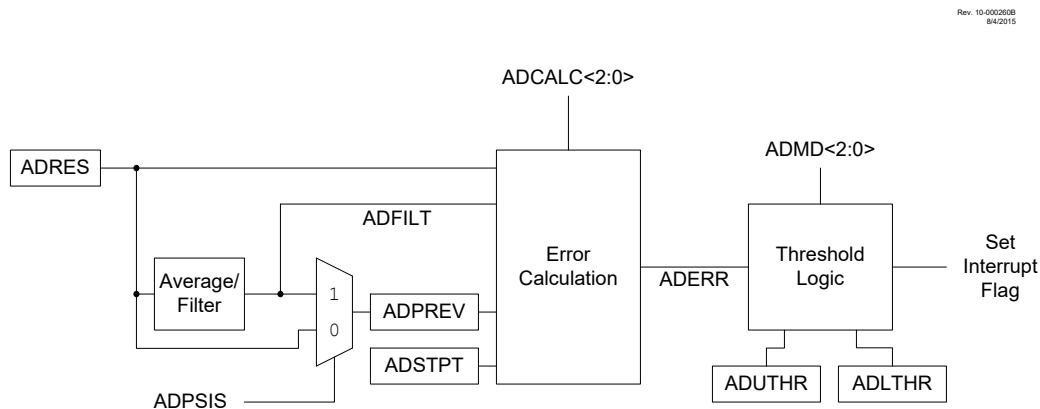 Rev. 10-000260B
8/4/2015
ADCALC<2:0>
ADRES
ADMD<2:0>
ADFILT
Error
Calculation
Threshold
Logic
Set
Interrupt
Flag
ADERR
Average/
Filter
1
0
ADPREV
ADSTPT
ADUTHR
ADLTHR
ADPSIS